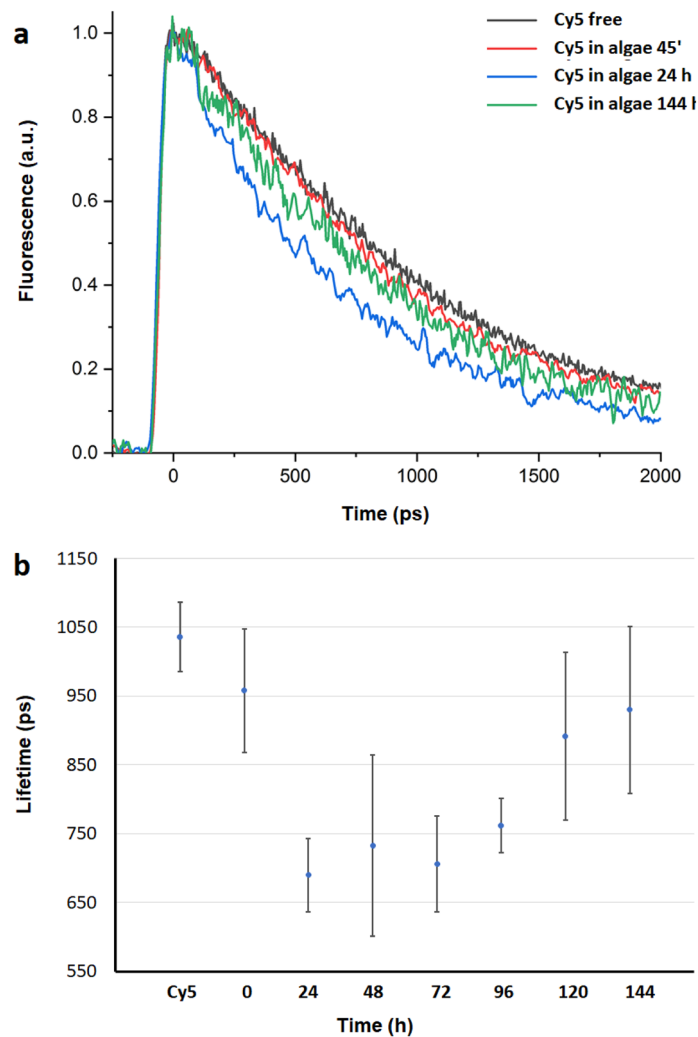 a
Cy5 free
Cy5 in algae 45'
Cy5 in algae 24 h
Cy5 in algae 144 h
Fluorescence (a.u.)
1.0
0.8
0.6
0.4
0.2
0.0
0 500 1000 1500 2000
Time (ps)
b
Lifetime (ps)
1150
1050
950
850
750
650
550
Cy5 0 24 48 72 96 120 144
Time (h)